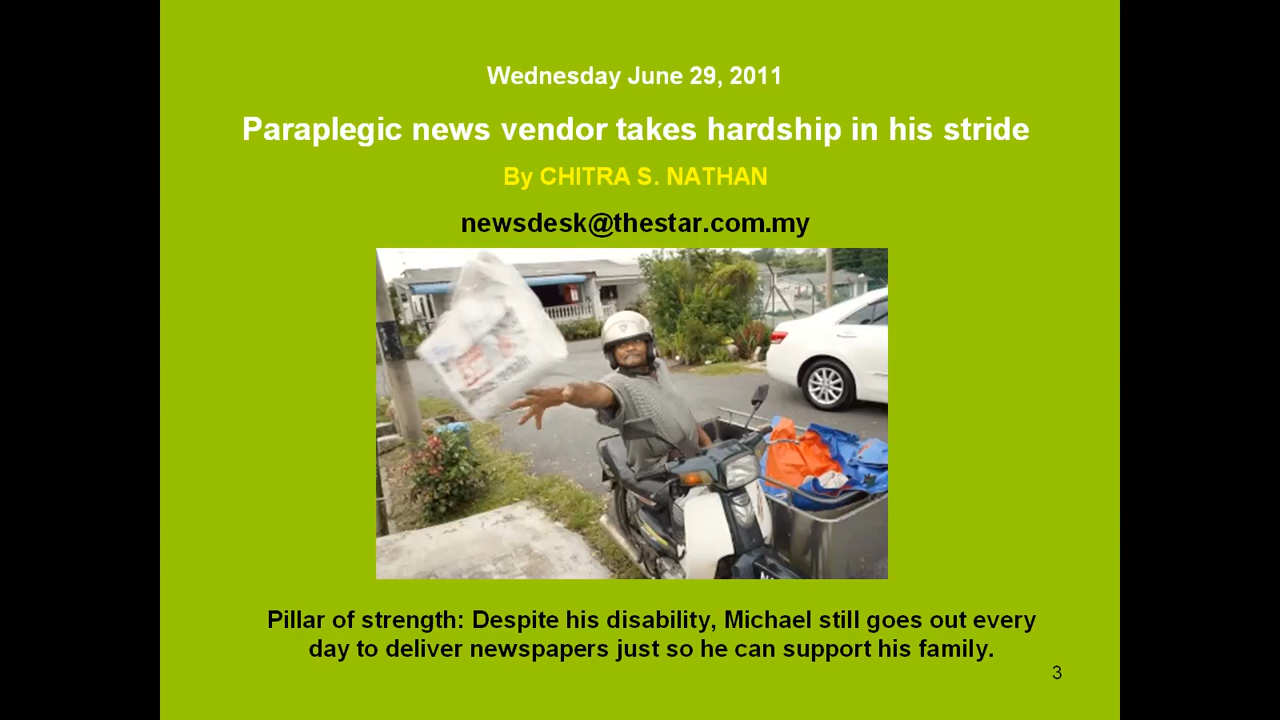 Wednesday June 29, 2011
Paraplegic news vendor takes hardship in his stride
By CHITRA S. NATHAN
newsdesk@thestar.com.my
Pillar of strength: Despite his disability, Michael still goes out every
day to deliver newspapers just so he can support his family.
3